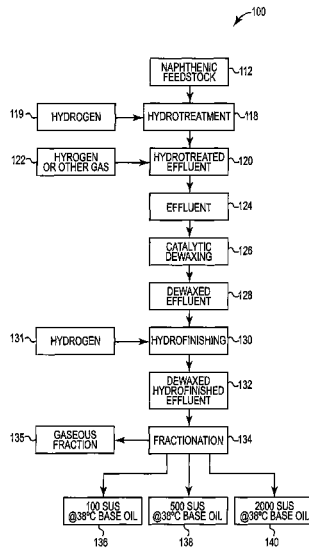 100
NAPHTHENIC
FEEDSTOCK
112
119
HYDROGEN
HYDROTREATMENT
118
122
HYROGEN
OR OTHER GAS
HYDROTREATED
EFFLUENT
120
EFFLUENT
124
CATALYTIC
DEWAXING
126
DEWAXED
EFFLUENT
128
131
HYDROGEN
HYDROFINISHING
130
DEWAXED
HYDROFINISHED
EFFLUENT
132
135
GASEOUS
FRACTION
FRACTIONATION
134
100 SUS
@38°C BASE OIL
136
500 SUS
@38°C BASE OIL
138
2000 SUS
@38°C BASE OIL
140